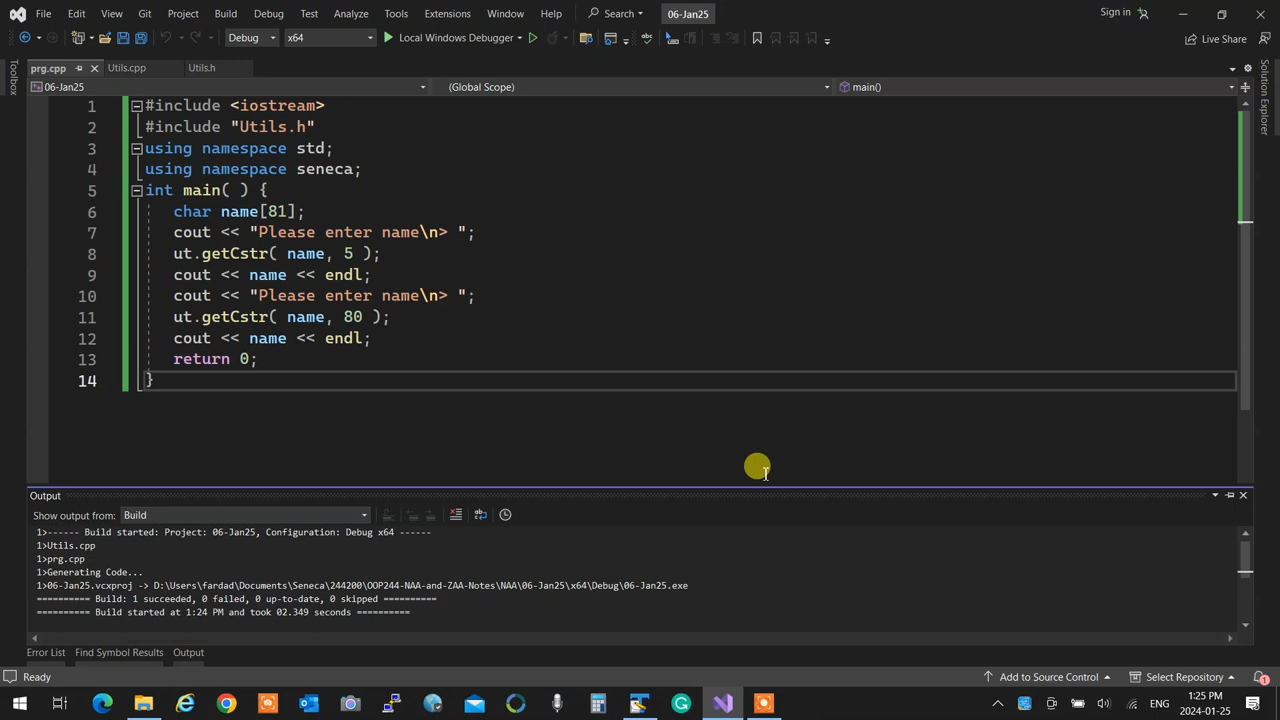 File Edit View Git Project Build Debug Test Analyze Tools Extensions Window Help Search 06-Jan25 Sign in
Debug x64 Local Windows Debugger Live Share
prg.cpp Utils.cpp Utils.h
06-Jan25 (Global Scope) main()
Toolbox
Solution Explorer
1 #include <iostream>
2 #include "Utils.h"
3 using namespace std;
4 using namespace seneca;
5 int main( ) {
6 char name[81];
7 cout << "Please enter name\n> ";
8 ut.getCstr( name, 5 );
9 cout << name << endl;
10 cout << "Please enter name\n> ";
11 ut.getCstr( name, 80 );
12 cout << name << endl;
13 return 0;
14 }
Output
Show output from: Build
1>------ Build started: Project: 06-Jan25, Configuration: Debug x64 ------
1>Utils.cpp
1>prg.cpp
1>Generating Code...
1>06-Jan25.vcxproj -> D:\Users\fardad\Documents\Seneca\244200\OOP244-NAA-and-ZAA-Notes\NAA\06-Jan25\x64\Debug\06-Jan25.exe
========== Build: 1 succeeded, 0 failed, 0 up-to-date, 0 skipped ==========
========== Build started at 1:24 PM and took 02.349 seconds ==========
Error List Find Symbol Results Output
Ready Add to Source Control Select Repository 1
ENG 1:25 PM
2024-01-25